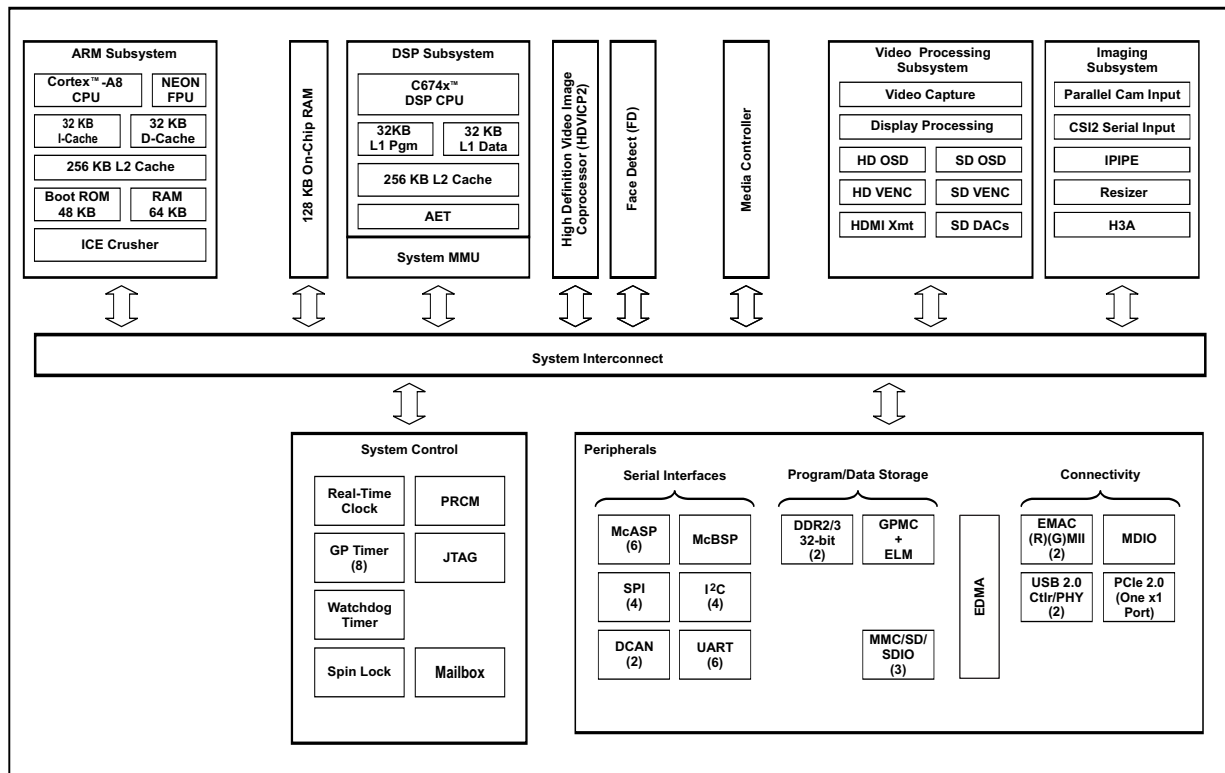 ARM Subsystem
Cortex™-A8
CPU
NEON
FPU
32 KB
I-Cache
32 KB
D-Cache
256 KB L2 Cache
Boot ROM
48 KB
RAM
64 KB
ICE Crusher
128 KB On-Chip RAM
DSP Subsystem
C674x™
DSP CPU
32KB
L1 Pgm
32 KB
L1 Data
256 KB L2 Cache
AET
System MMU
High Definition Video Image
Coprocessor (HDVICP2)
Face Detect (FD)
Media Controller
Video Processing
Subsystem
Video Capture
Display Processing
HD OSD
SD OSD
HD VENC
SD VENC
HDMI Xmt
SD DACs
Imaging
Subsystem
Parallel Cam Input
CSI2 Serial Input
IPIPE
Resizer
H3A
System Interconnect
System Control
Real-Time
Clock
PRCM
GP Timer
(8)
JTAG
Watchdog
Timer
Spin Lock
Mailbox
Peripherals
Serial Interfaces
McASP
(6)
McBSP
SPI
(4)
I²C
(4)
DCAN
(2)
UART
(6)
Program/Data Storage
DDR2/3
32-bit
(2)
GPMC
+
ELM
MMC/SD/
SDIO
(3)
EDMA
Connectivity
EMAC
(R)(G)MII
(2)
MDIO
USB 2.0
Ctlr/PHY
(2)
PCIe 2.0
(One x1
Port)